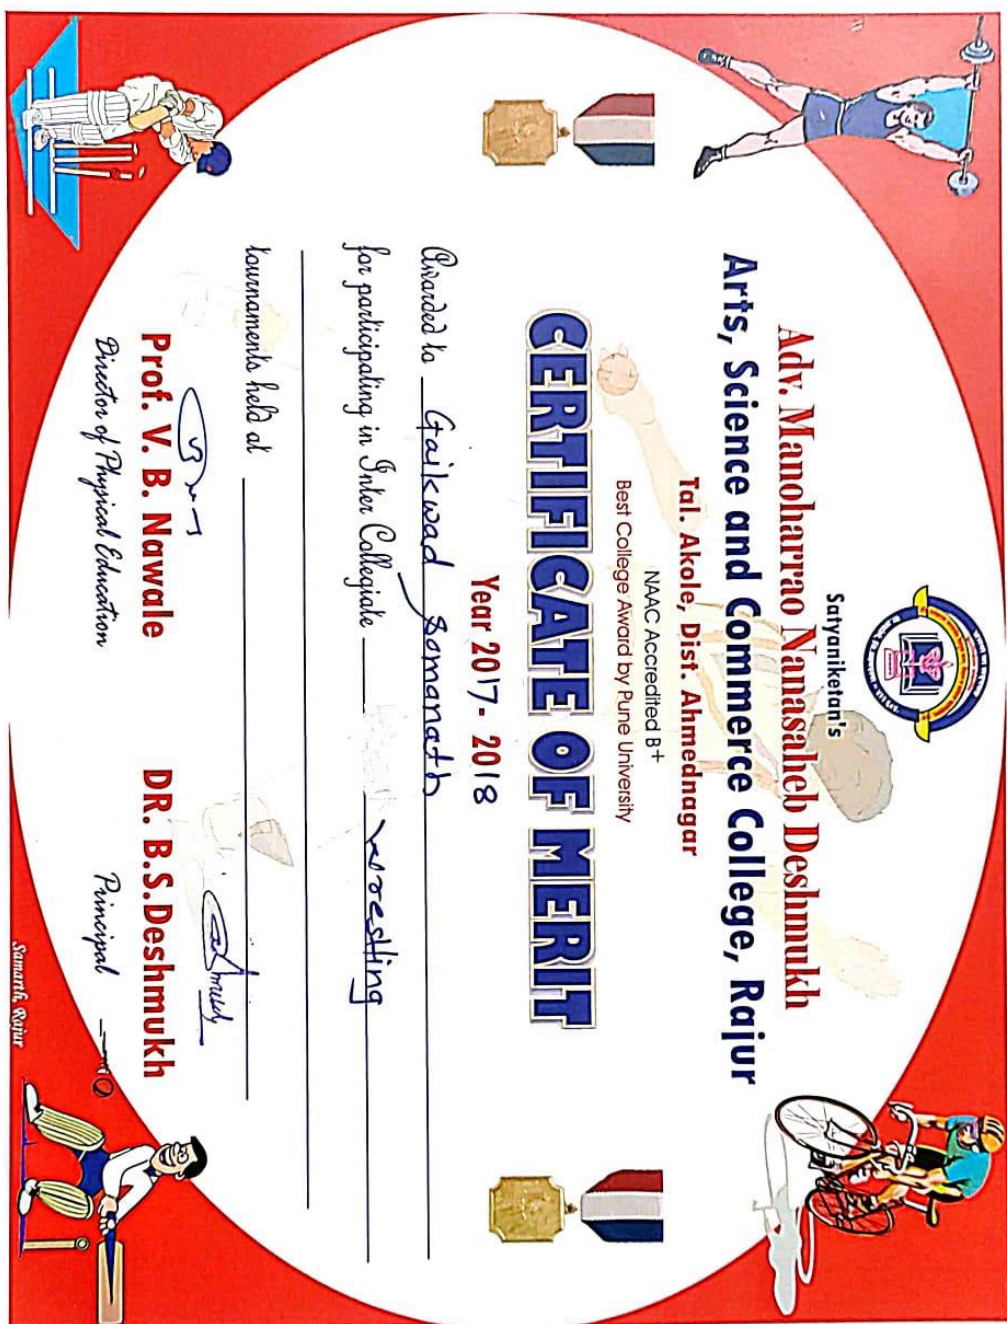 Satyaniketan's
Adv. Manoharrao Nanasaheb Deshmukh
Arts, Science and Commerce College, Rajur
Tal. Akole, Dist. Ahmednagar
NAAC Accredited B+
Best College Award by Pune University
CERTIFICATE OF MERIT
Year 2017- 2018
Awarded to Gaikwad Somanath
for participating in Inter Collegiate wrestling
tournaments held at
Prof. V. B. Nawale DR. B.S.Deshmukh
Director of Physical Education Principal
Samarth, Rajur